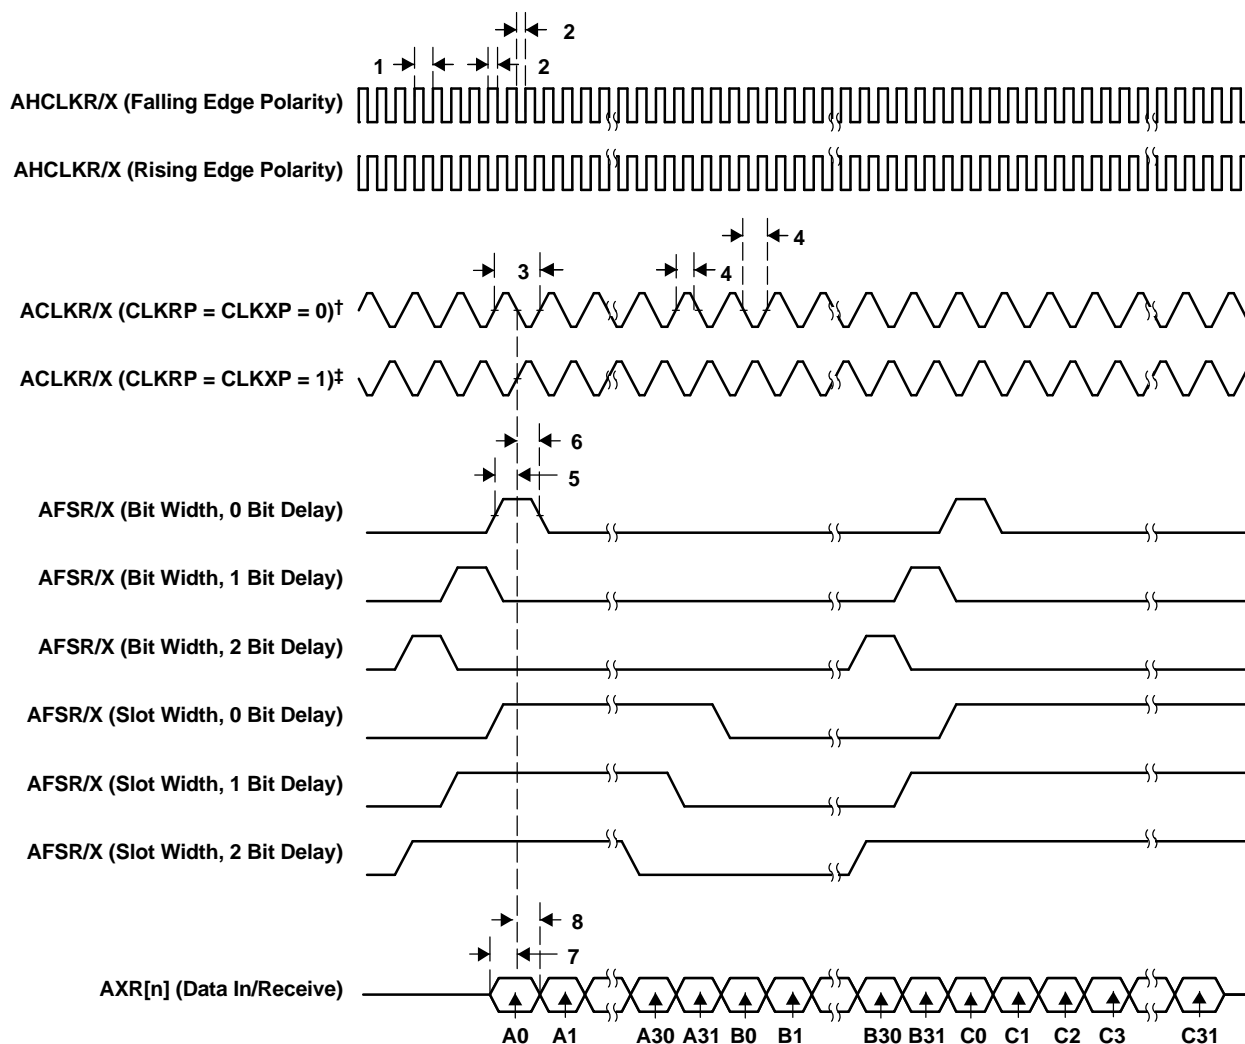 2
1
2
AHCLKR/X (Falling Edge Polarity)
AHCLKR/X (Rising Edge Polarity)
4
3
4
ACLKR/X (CLKRP = CLKXP = 0)†
ACLKR/X (CLKRP = CLKXP = 1)‡
6
5
AFSR/X (Bit Width, 0 Bit Delay)
AFSR/X (Bit Width, 1 Bit Delay)
AFSR/X (Bit Width, 2 Bit Delay)
AFSR/X (Slot Width, 0 Bit Delay)
AFSR/X (Slot Width, 1 Bit Delay)
AFSR/X (Slot Width, 2 Bit Delay)
8
7
AXR[n] (Data In/Receive)
A0 A1 A30 A31 B0 B1 B30 B31 C0 C1 C2 C3 C31